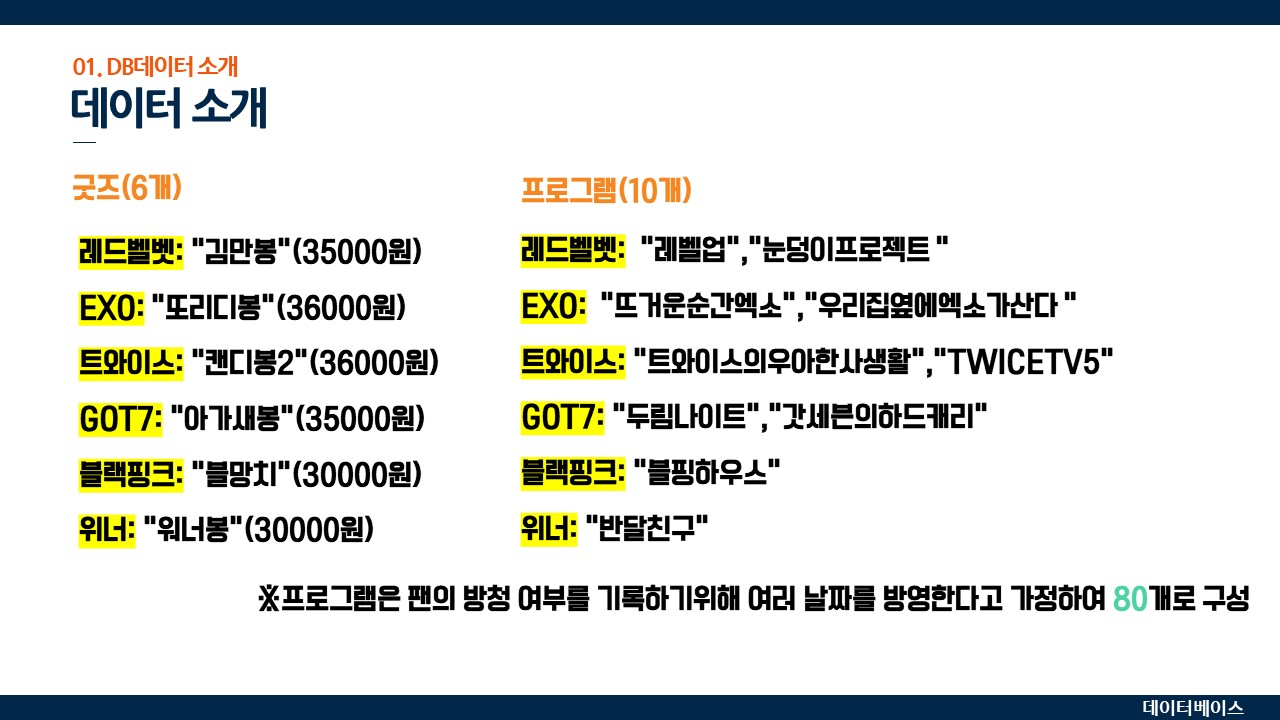 01. DB데이터 소개
데이터 소개
굿즈(6개)
레드벨벳: "김만봉"(35000원)
EXO: "또리디봉"(36000원)
트와이스: "캔디봉2"(36000원)
GOT7: "아가새봉"(35000원)
블랙핑크: "블망치"(30000원)
위너: "워너봉"(30000원)
프로그램(10개)
레드벨벳: "레벨업","눈덩이프로젝트 "
EXO: "뜨거운순간엑소","우리집옆에엑소가산다 "
트와이스: "트와이스의우아한사생활","TWICETV5"
GOT7: "두림나이트","갓세븐의하드캐리"
블랙핑크: "블핑하우스"
위너: "반달친구"
※프로그램은 팬의 방청 여부를 기록하기위해 여러 날짜를 방영한다고 가정하여 80개로 구성
데이터베이스